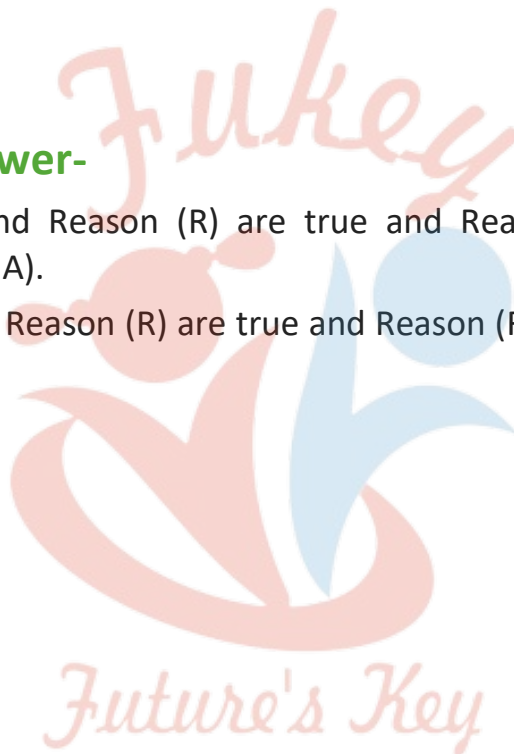 Fukey
wer-
nd Reason (R) are true and Rea
A).
Reason (R) are true and Reason (
Future's Key